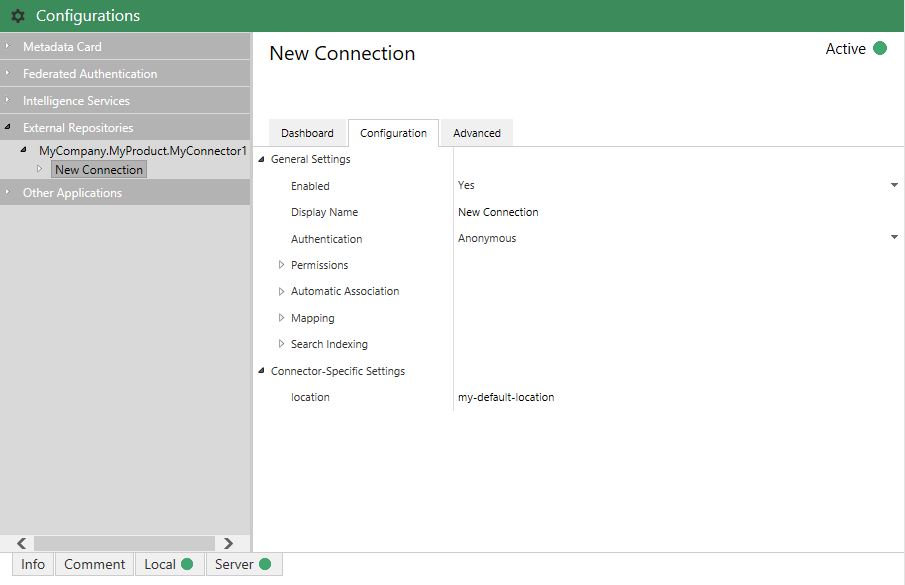 Configurations
Metadata Card
Federated Authentication
Intelligence Services
External Repositories
MyCompany.MyProduct.MyConnector1
New Connection
Other Applications
New Connection
Active
Dashboard Configuration Advanced
General Settings
Enabled Yes
Display Name New Connection
Authentication Anonymous
Permissions
Automatic Association
Mapping
Search Indexing
Connector-Specific Settings
location my-default-location
Info Comment Local Server